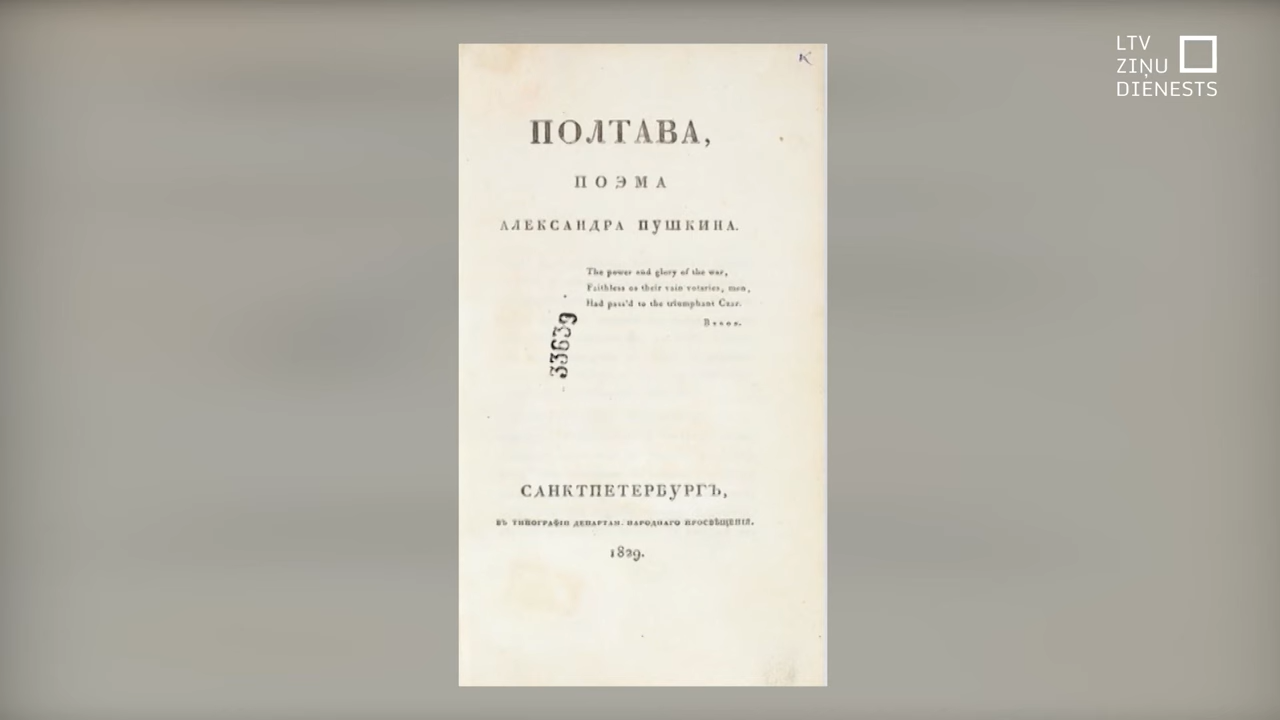 LTV
ZIŅU
DIENESTS
К
ПОЛТАВА,
ПОЭМА
АЛЕКСАНДРА ПУШКИНА.
The power and glory of the war,
Faithless as their vain votaries, men,
Had pass'd to the triumphant Czar.
Byron.
33639
САНКТПЕТЕРБУРГЪ,
ВЪ ТИПОГРАФІИ ДЕПАРТАМ. НАРОДНАГО ПРОСВѢЩЕНІЯ.
1829.